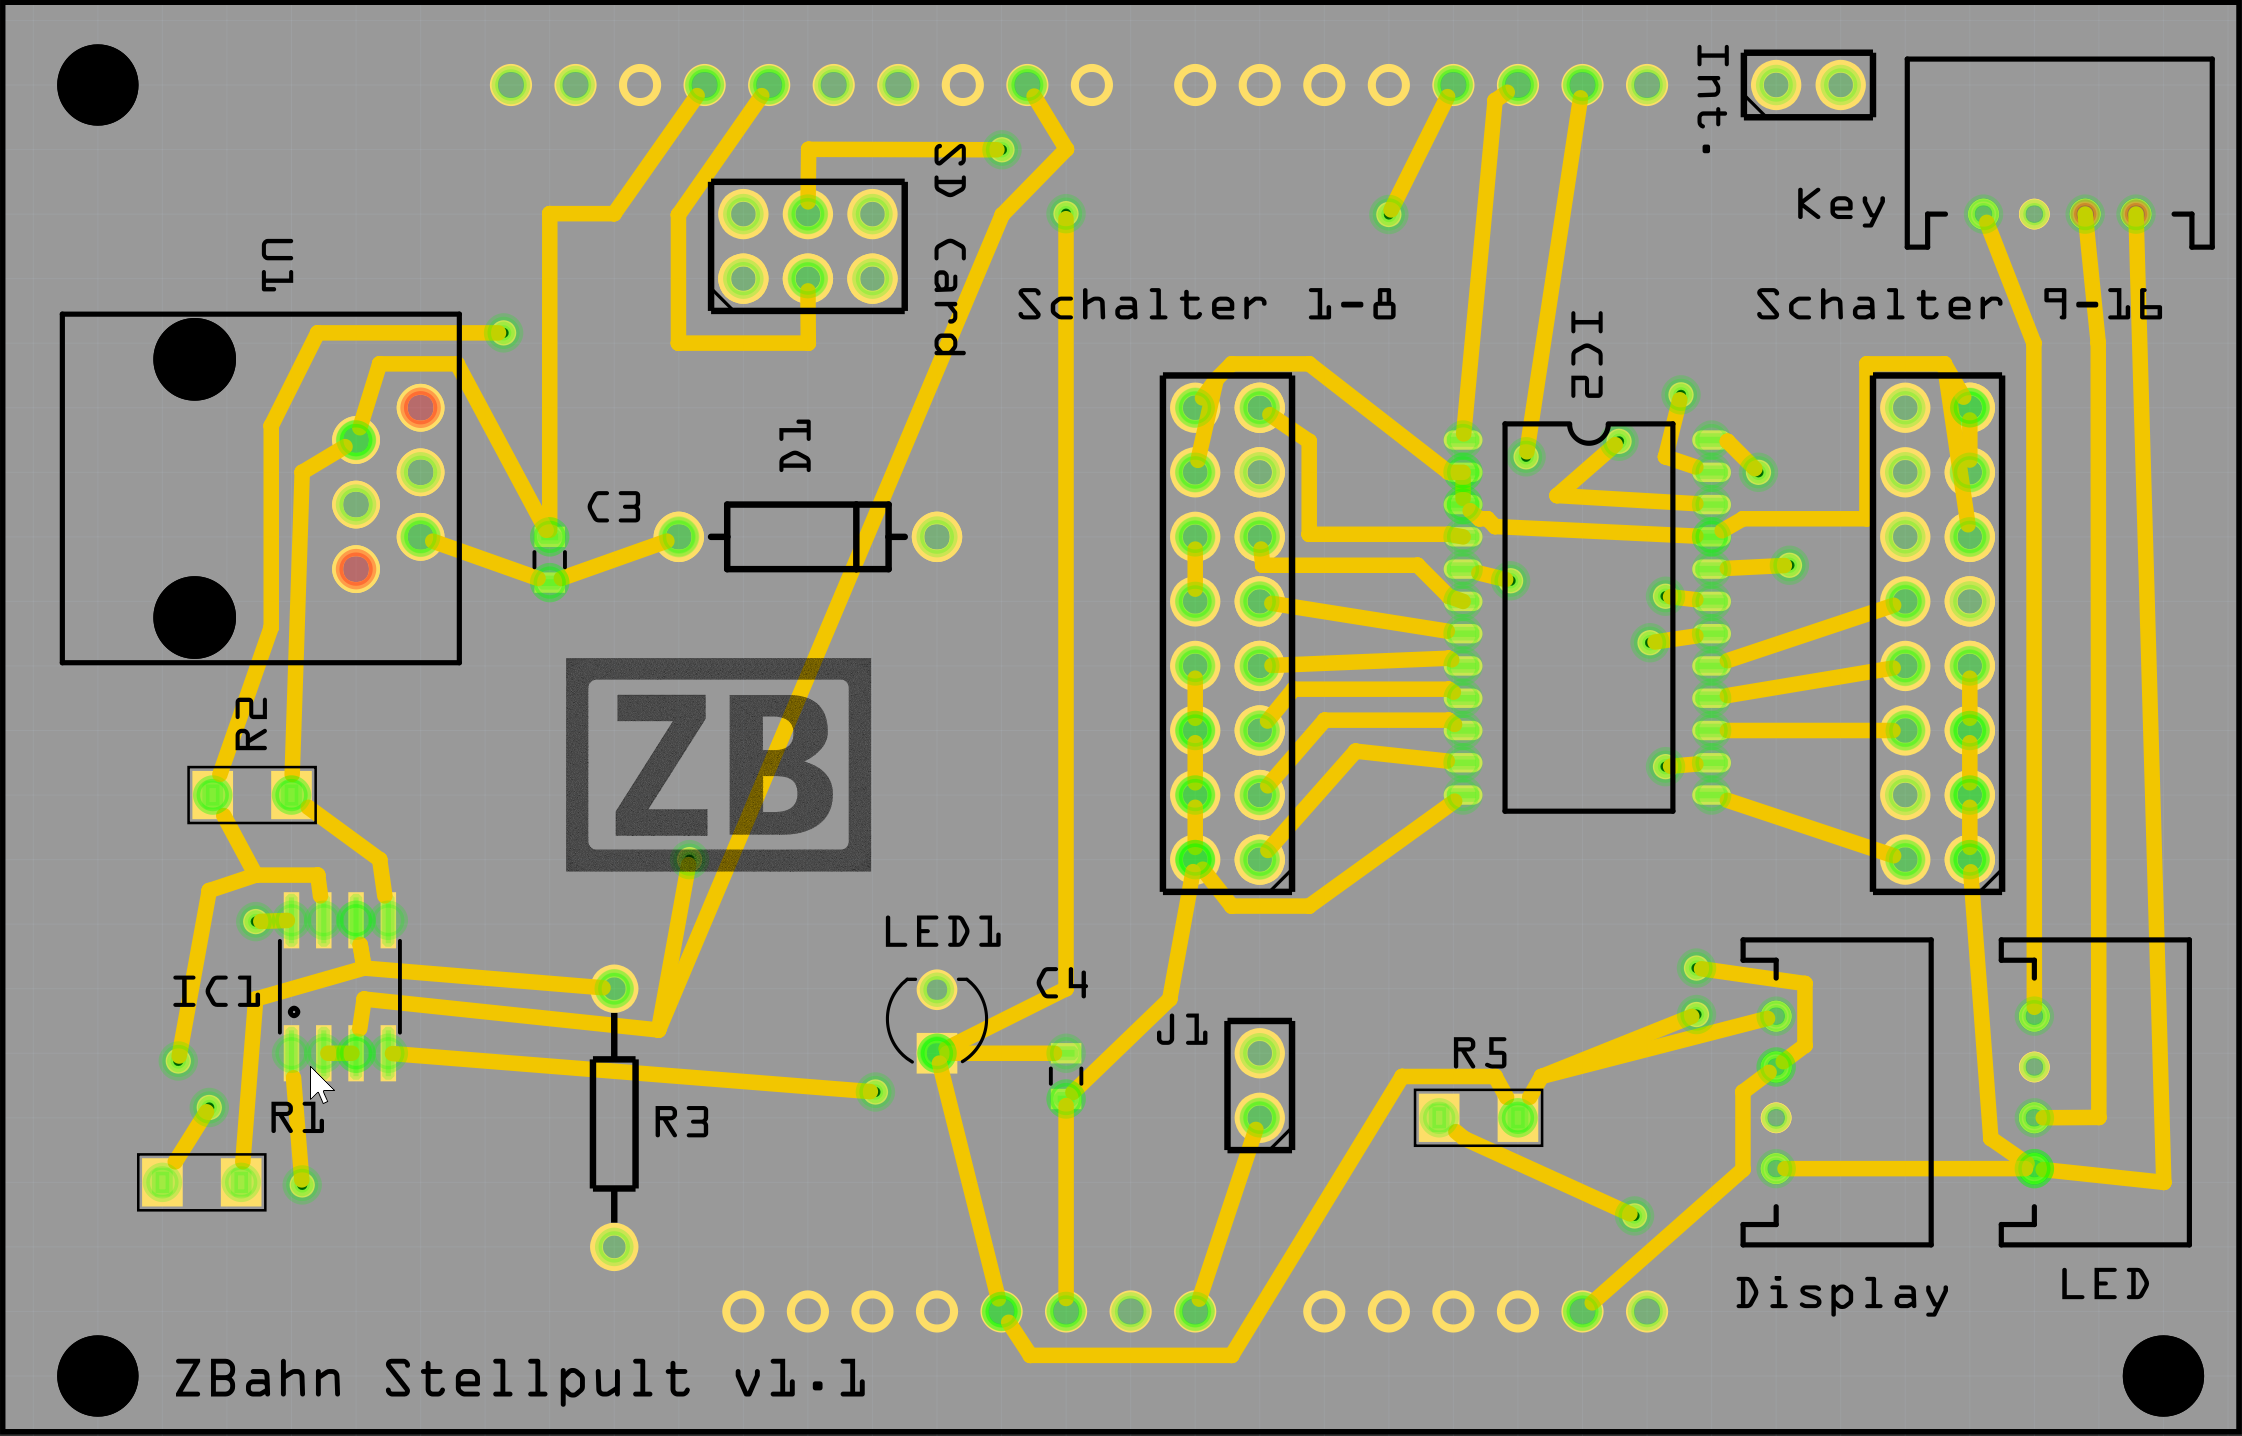 Int.
SD Card
Key
U1
Schalter 1-8
Schalter 9-16
IC2
D1
C3
ZB
R2
LED1
IC1
C4
J1
R5
R1
R3
Display
LED
ZBahn Stellpult v1.1